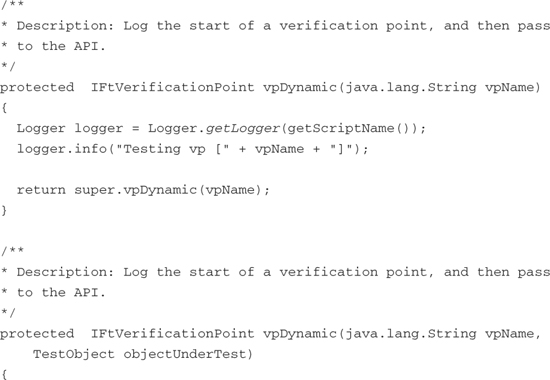 /**
* Description: Log the start of a verification point, and then pass
* to the API.
*/
protected  IFtVerificationPoint vpDynamic(java.lang.String vpName)
{
  Logger logger = Logger.getLogger(getScriptName());
  logger.info("Testing vp [" + vpName + "]");

  return super.vpDynamic(vpName);
}

/**
* Description: Log the start of a verification point, and then pass
* to the API.
*/
protected  IFtVerificationPoint vpDynamic(java.lang.String vpName,
    TestObject objectUnderTest)
{